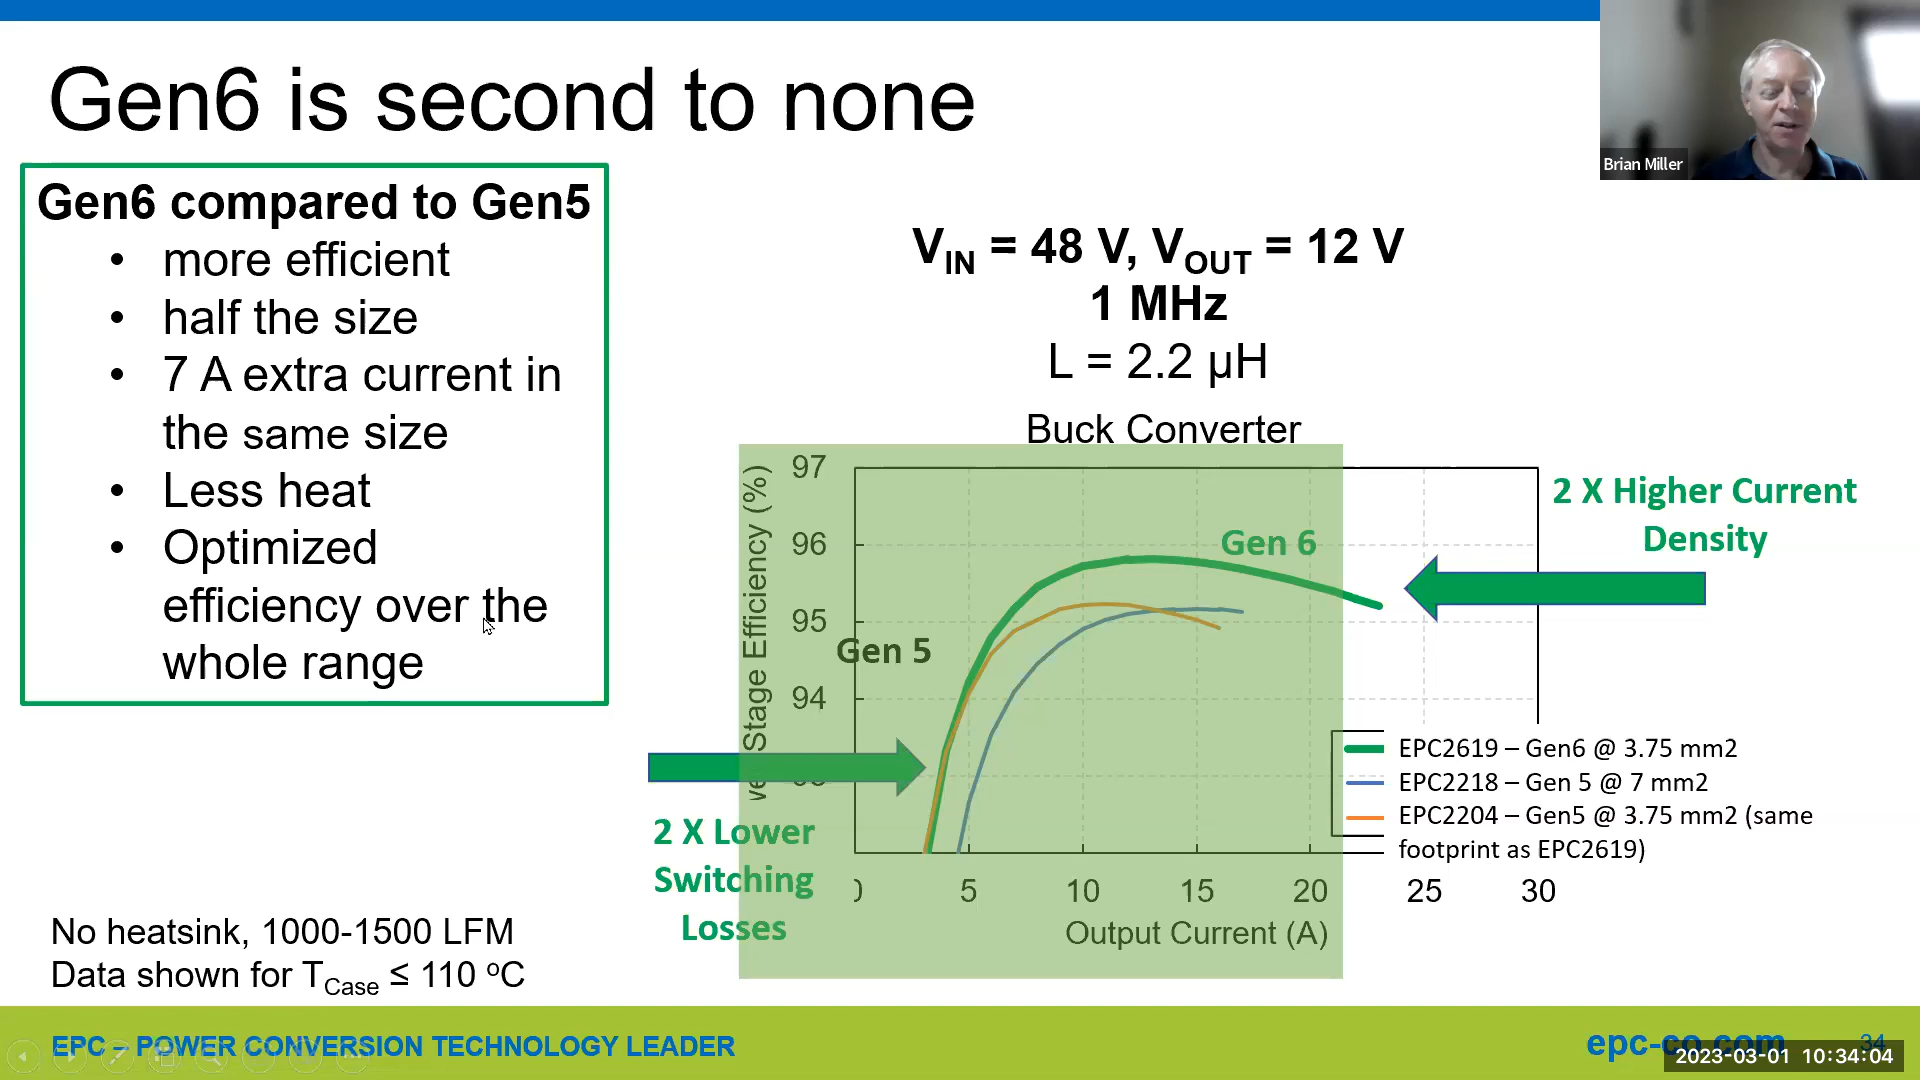 Gen6 is second to none
Brian Miller
Gen6 compared to Gen5
• more efficient
• half the size
• 7 A extra current in
the same size
• Less heat
• Optimized
efficiency over the
whole range
VIN = 48 V, VOUT = 12 V
1 MHz
L = 2.2 µH
Buck Converter
97
96
95
94
Stage Efficiency (%)
Gen 6
Gen 5
2 X Higher Current
Density
2 X Lower
Switching
Losses
EPC2619 – Gen6 @ 3.75 mm2
EPC2218 – Gen 5 @ 7 mm2
EPC2204 – Gen5 @ 3.75 mm2 (same
footprint as EPC2619)
0 5 10 15 20 25 30
Output Current (A)
No heatsink, 1000-1500 LFM
Data shown for TCase ≤ 110 °C
EPC – POWER CONVERSION TECHNOLOGY LEADER
epc-co.com
34
2023-03-01 10:34:04